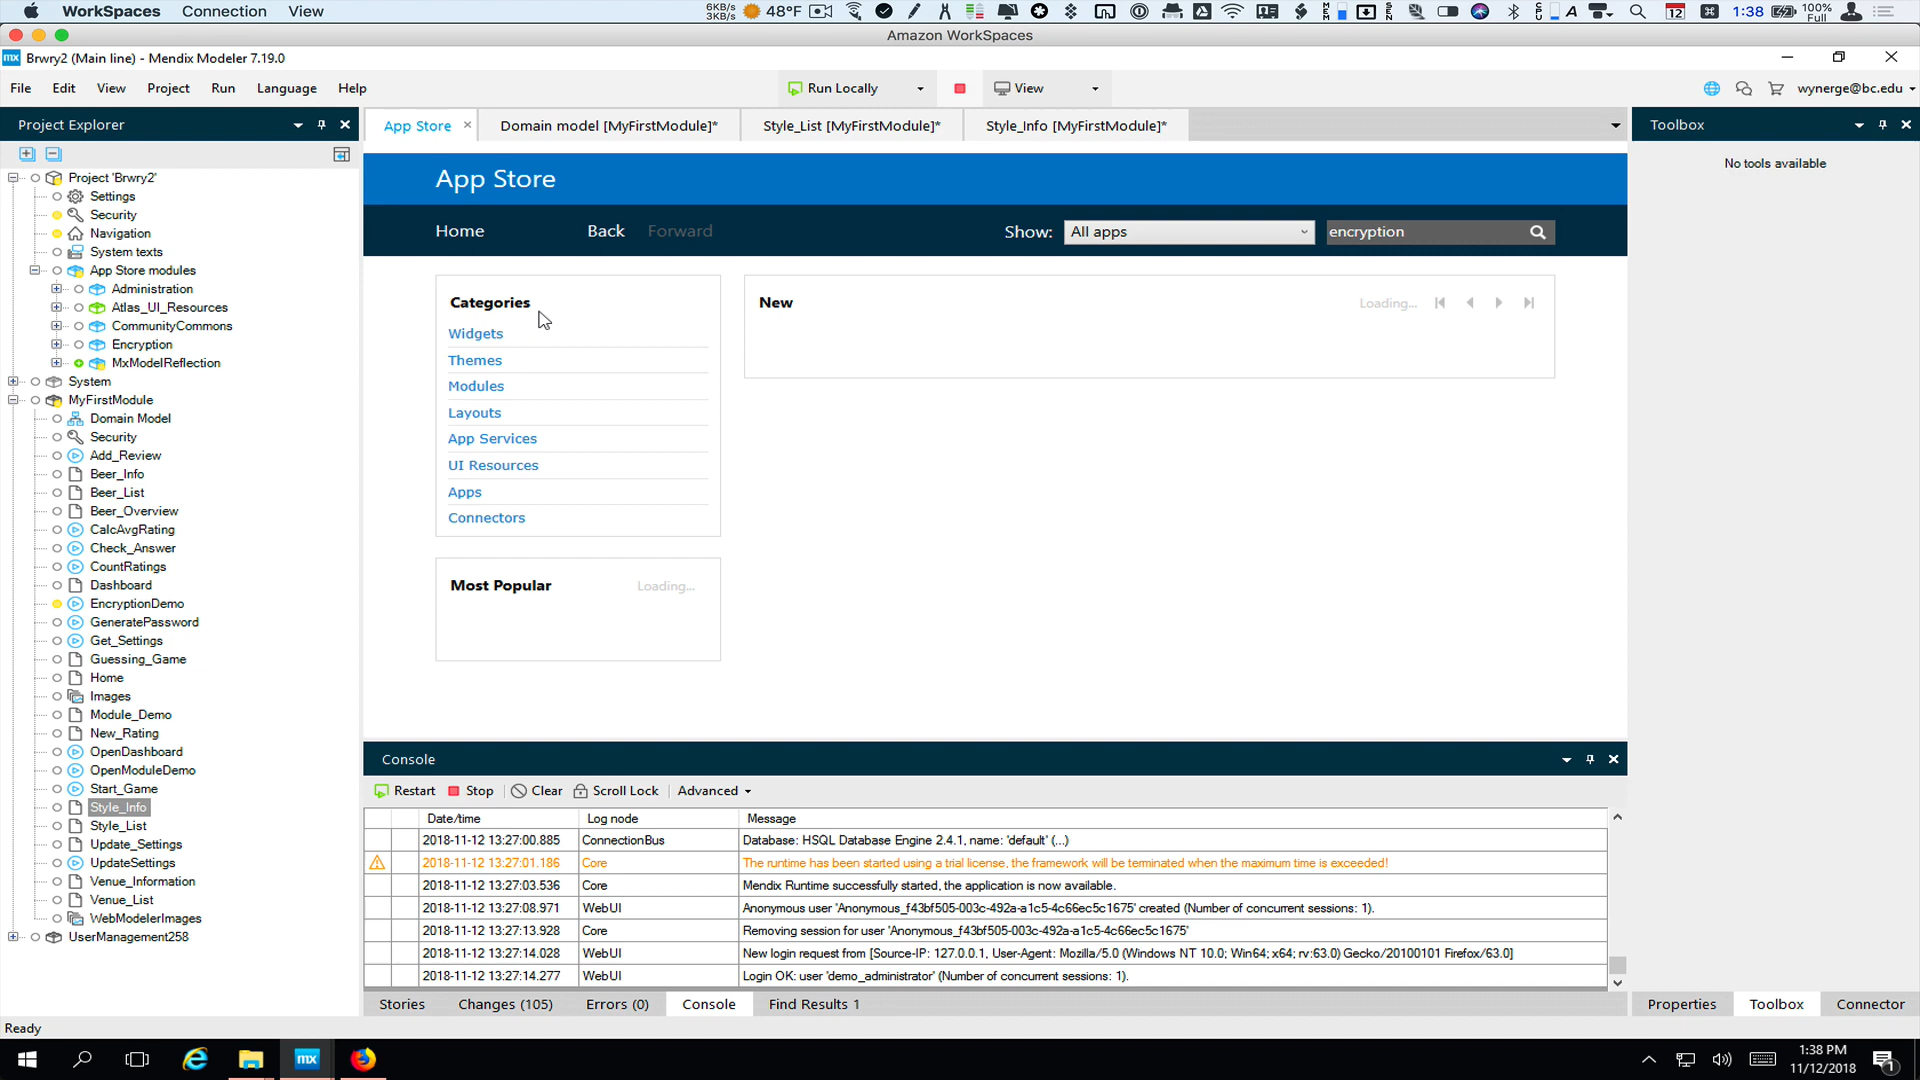 WorkSpaces Connection View
6KB/s
3KB/s
48°F
12
1:38
100%
Full
Amazon WorkSpaces
mx Brwry2 (Main line) - Mendix Modeler 7.19.0
File Edit View Project Run Language Help
Run Locally
View
wynerge@bc.edu
Project Explorer
App Store
Domain model [MyFirstModule]*
Style_List [MyFirstModule]*
Style_Info [MyFirstModule]*
Toolbox
No tools available
Project 'Brwry2'
Settings
Security
Navigation
System texts
App Store modules
Administration
Atlas_UI_Resources
CommunityCommons
Encryption
MxModelReflection
System
MyFirstModule
Domain Model
Security
Add_Review
Beer_Info
Beer_List
Beer_Overview
CalcAvgRating
Check_Answer
CountRatings
Dashboard
EncryptionDemo
GeneratePassword
Get_Settings
Guessing_Game
Home
Images
Module_Demo
New_Rating
OpenDashboard
OpenModuleDemo
Start_Game
Style_Info
Style_List
Update_Settings
UpdateSettings
Venue_Information
Venue_List
WebModelerImages
UserManagement258
App Store
Home Back Forward Show: All apps encryption
Categories
Widgets
Themes
Modules
Layouts
App Services
UI Resources
Apps
Connectors
New Loading...
Most Popular Loading...
Console
Restart Stop Clear Scroll Lock Advanced
Date/time Log node Message
2018-11-12 13:27:00.885 ConnectionBus Database: HSQL Database Engine 2.4.1, name: 'default' (...)
2018-11-12 13:27:01.186 Core The runtime has been started using a trial license, the framework will be terminated when the maximum time is exceeded!
2018-11-12 13:27:03.536 Core Mendix Runtime successfully started, the application is now available.
2018-11-12 13:27:08.971 WebUI Anonymous user 'Anonymous_f43bf505-003c-492a-a1c5-4c66ec5c1675' created (Number of concurrent sessions: 1).
2018-11-12 13:27:13.928 Core Removing session for user 'Anonymous_f43bf505-003c-492a-a1c5-4c66ec5c1675'
2018-11-12 13:27:14.028 WebUI New login request from [Source-IP: 127.0.0.1, User-Agent: Mozilla/5.0 (Windows NT 10.0; Win64; x64; rv:63.0) Gecko/20100101 Firefox/63.0]
2018-11-12 13:27:14.277 WebUI Login OK: user 'demo_administrator' (Number of concurrent sessions: 1).
Stories Changes (105) Errors (0) Console Find Results 1
Properties Toolbox Connector
Ready
mx
1:38 PM
11/12/2018
1